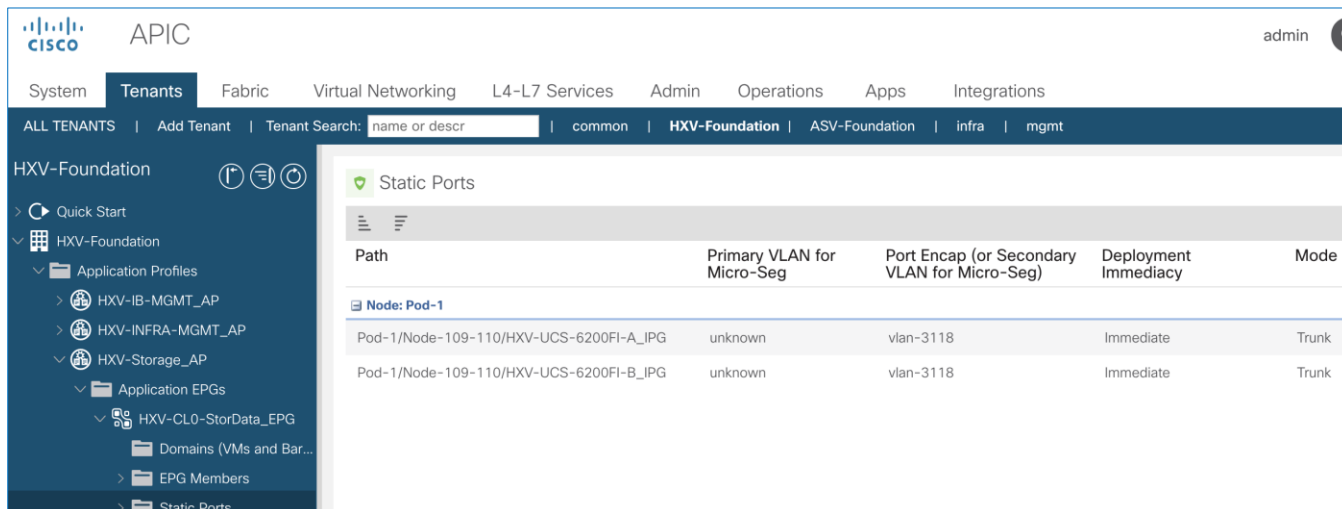 CISCO
APIC
admin
System Tenants Fabric Virtual Networking L4-L7 Services Admin Operations Apps Integrations
ALL TENANTS | Add Tenant | Tenant Search: name or descr | common | HXV-Foundation | ASV-Foundation | infra | mgmt
HXV-Foundation
Quick Start
HXV-Foundation
Application Profiles
HXV-IB-MGMT_AP
HXV-INFRA-MGMT_AP
HXV-Storage_AP
Application EPGs
HXV-CL0-StorData_EPG
Domains (VMs and Bar...
EPG Members
Static Ports
Static Ports
Path Primary VLAN for Port Encap (or Secondary Deployment Mode
Micro-Seg VLAN for Micro-Seg) Immediacy
Node: Pod-1
Pod-1/Node-109-110/HXV-UCS-6200FI-A_IPG unknown vlan-3118 Immediate Trunk
Pod-1/Node-109-110/HXV-UCS-6200FI-B_IPG unknown vlan-3118 Immediate Trunk